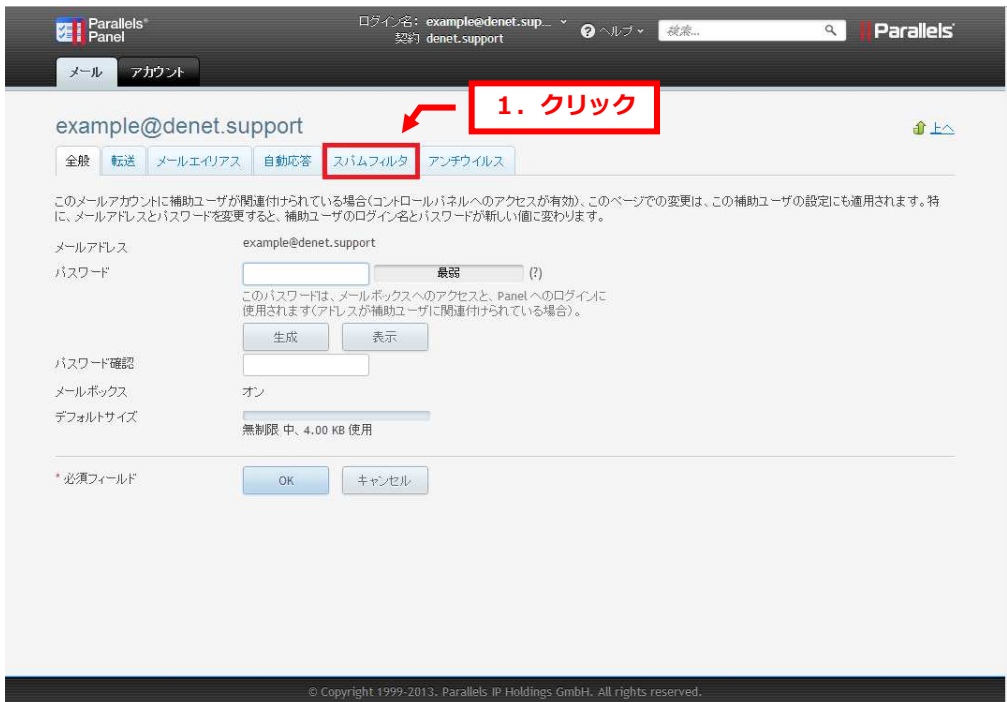 Parallels®
Panel
ログイン名: example@denet.sup...
契約 denet.support
ヘルプ
検索...
Parallels®
メール アカウント
1. クリック
example@denet.support
上へ
全般 転送 メールエイリアス 自動応答 スパムフィルタ アンチウイルス
このメールアカウントに補助ユーザが関連付けられている場合(コントロールパネルへのアクセスが有効)、このページでの変更は、この補助ユーザの設定にも適用されます。特
に、メールアドレスとパスワードを変更すると、補助ユーザのログイン名とパスワードが新しい値に変わります。
メールアドレス example@denet.support
パスワード 最弱 (?)
このパスワードは、メールボックスへのアクセスと、Panel へのログインに
使用されます(アドレスが補助ユーザに関連付けられている場合)。
生成 表示
パスワード確認
メールボックス オン
デフォルトサイズ
無制限 中、4.00 KB 使用
* 必須フィールド OK キャンセル
© Copyright 1999-2013. Parallels IP Holdings GmbH. All rights reserved.